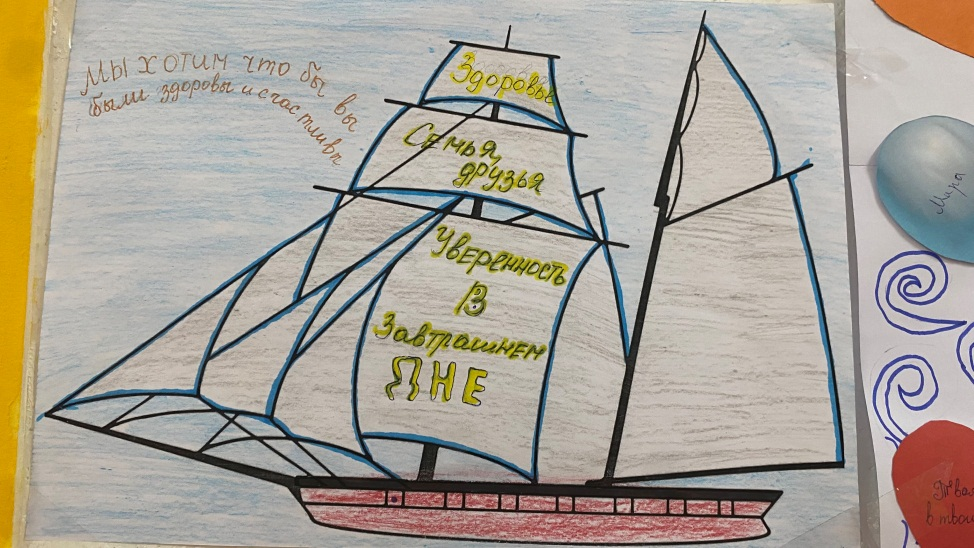 Мы хотим что бы вы
были здоровы и счастливы
Здоровье
Семья,
друзья
Уверенность
в
Завтрашнем
ДНЕ